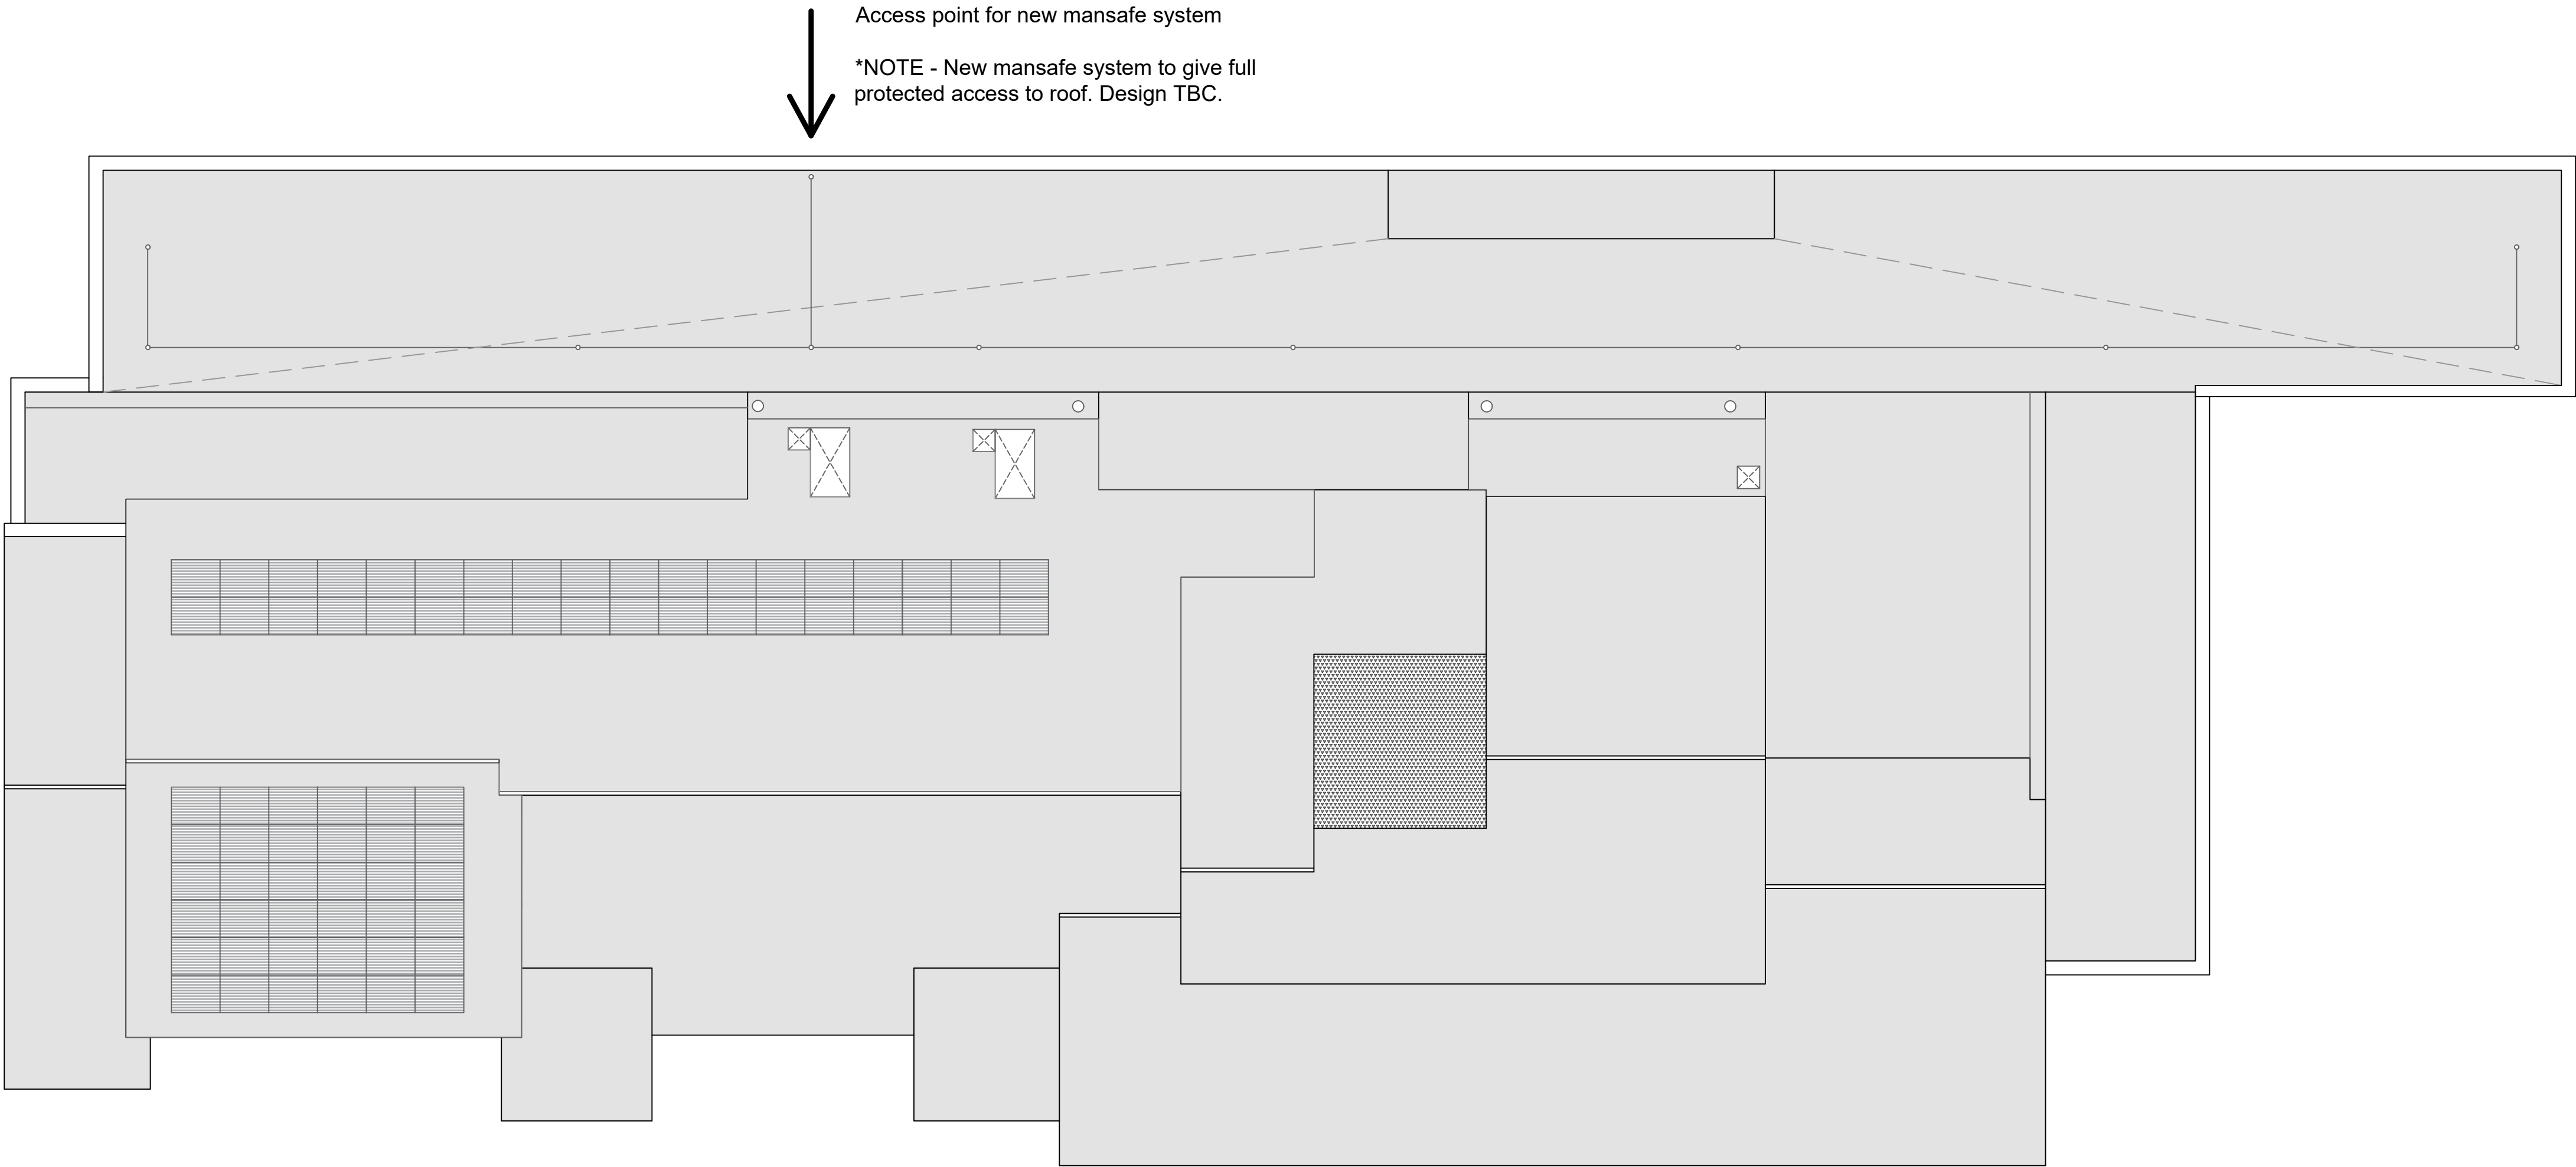 Access point for new mansafe system
*NOTE - New mansafe system to give full
protected access to roof. Design TBC.